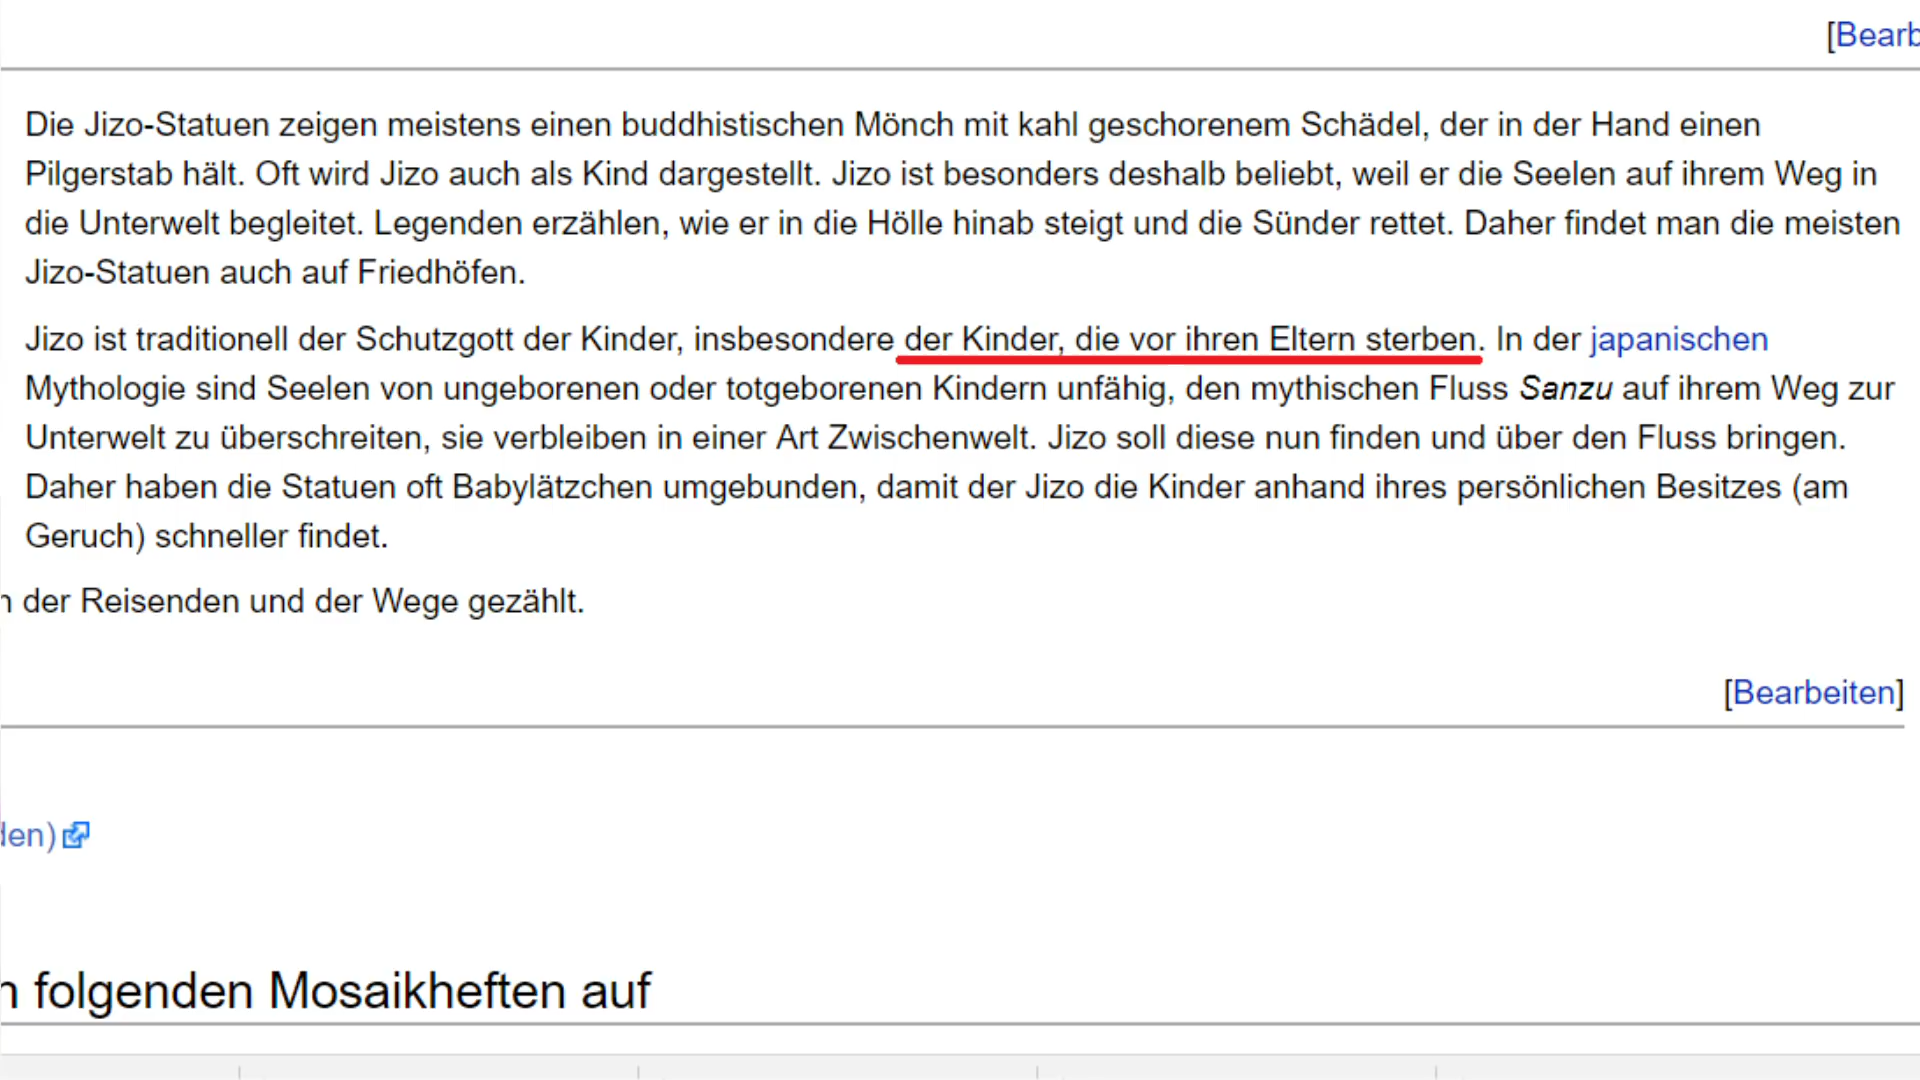 [Bearb
Die Jizo-Statuen zeigen meistens einen buddhistischen Mönch mit kahl geschorenem Schädel, der in der Hand einen
Pilgerstab hält. Oft wird Jizo auch als Kind dargestellt. Jizo ist besonders deshalb beliebt, weil er die Seelen auf ihrem Weg in
die Unterwelt begleitet. Legenden erzählen, wie er in die Hölle hinab steigt und die Sünder rettet. Daher findet man die meisten
Jizo-Statuen auch auf Friedhöfen.
Jizo ist traditionell der Schutzgott der Kinder, insbesondere der Kinder, die vor ihren Eltern sterben. In der japanischen
Mythologie sind Seelen von ungeborenen oder totgeborenen Kindern unfähig, den mythischen Fluss Sanzu auf ihrem Weg zur
Unterwelt zu überschreiten, sie verbleiben in einer Art Zwischenwelt. Jizo soll diese nun finden und über den Fluss bringen.
Daher haben die Statuen oft Babylätzchen umgebunden, damit der Jizo die Kinder anhand ihres persönlichen Besitzes (am
Geruch) schneller findet.
n der Reisenden und der Wege gezählt.
[Bearbeiten]
den)
n folgenden Mosaikheften auf